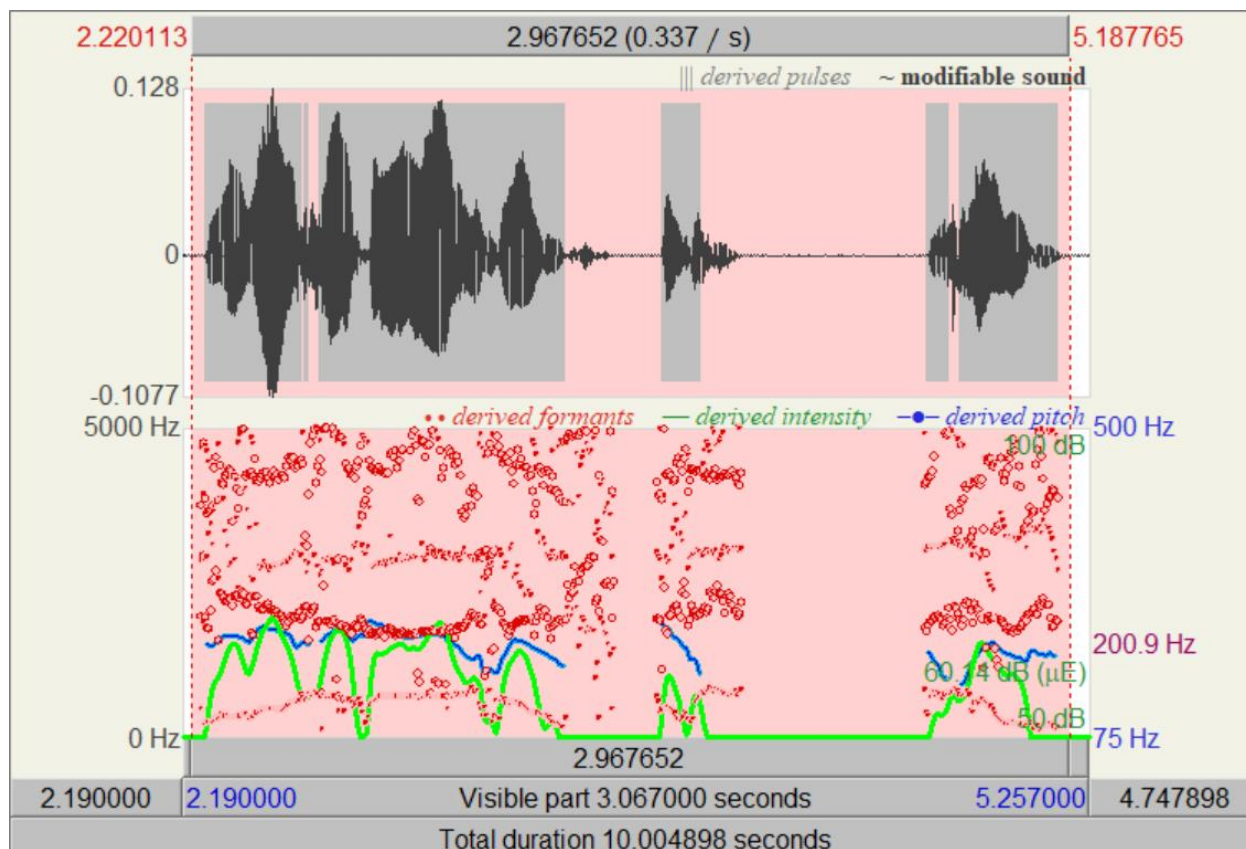 2.220113 2.967652 (0.337 / s) 5.187765
||| derived pulses ~ modifiable sound
0.128
0
-0.1077
•• derived formants — derived intensity –●– derived pitch
5000 Hz 500 Hz
100 dB
200.9 Hz
60.14 dB (µE)
50 dB
0 Hz 75 Hz
2.967652
2.190000 2.190000 Visible part 3.067000 seconds 5.257000 4.747898
Total duration 10.004898 seconds